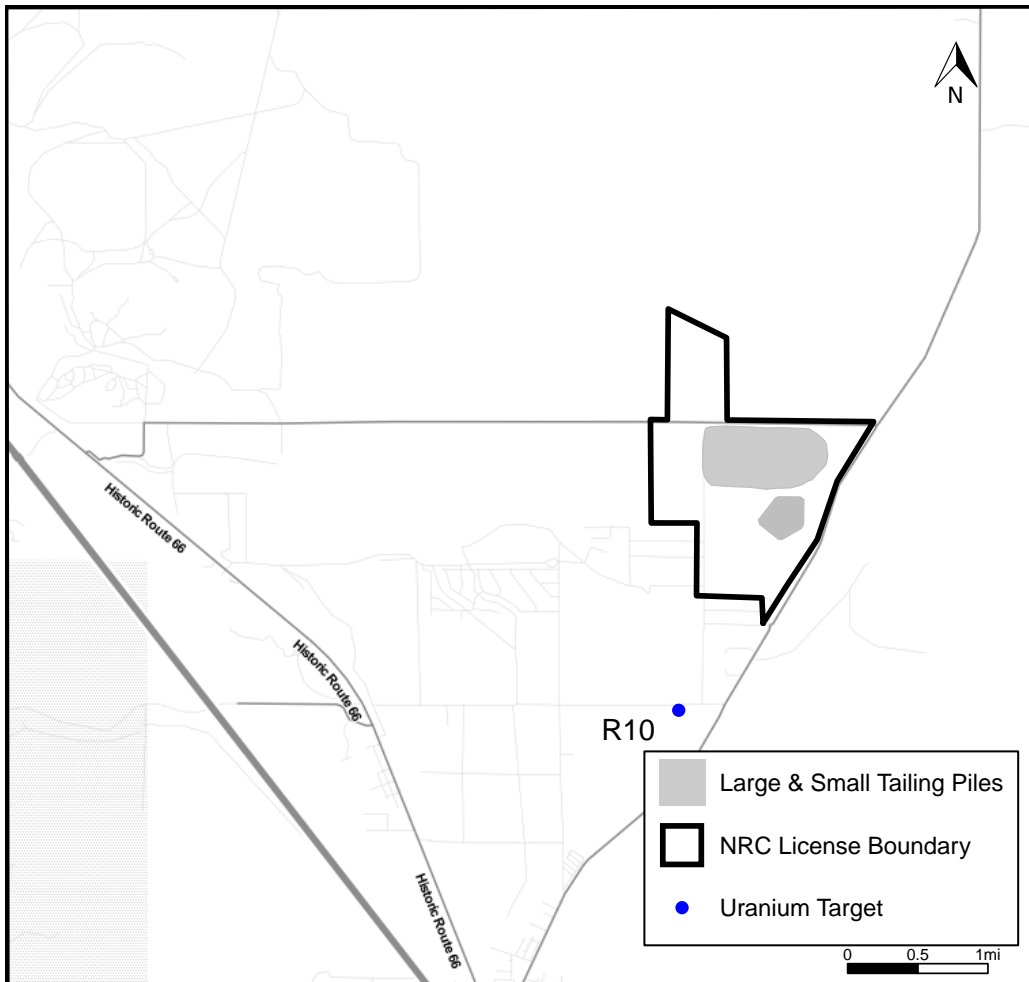 N
Historic Route 66
Historic Route 66
R10
Large & Small Tailing Piles
NRC License Boundary
Historic Route 66
Uranium Target
0 0.5 1mi